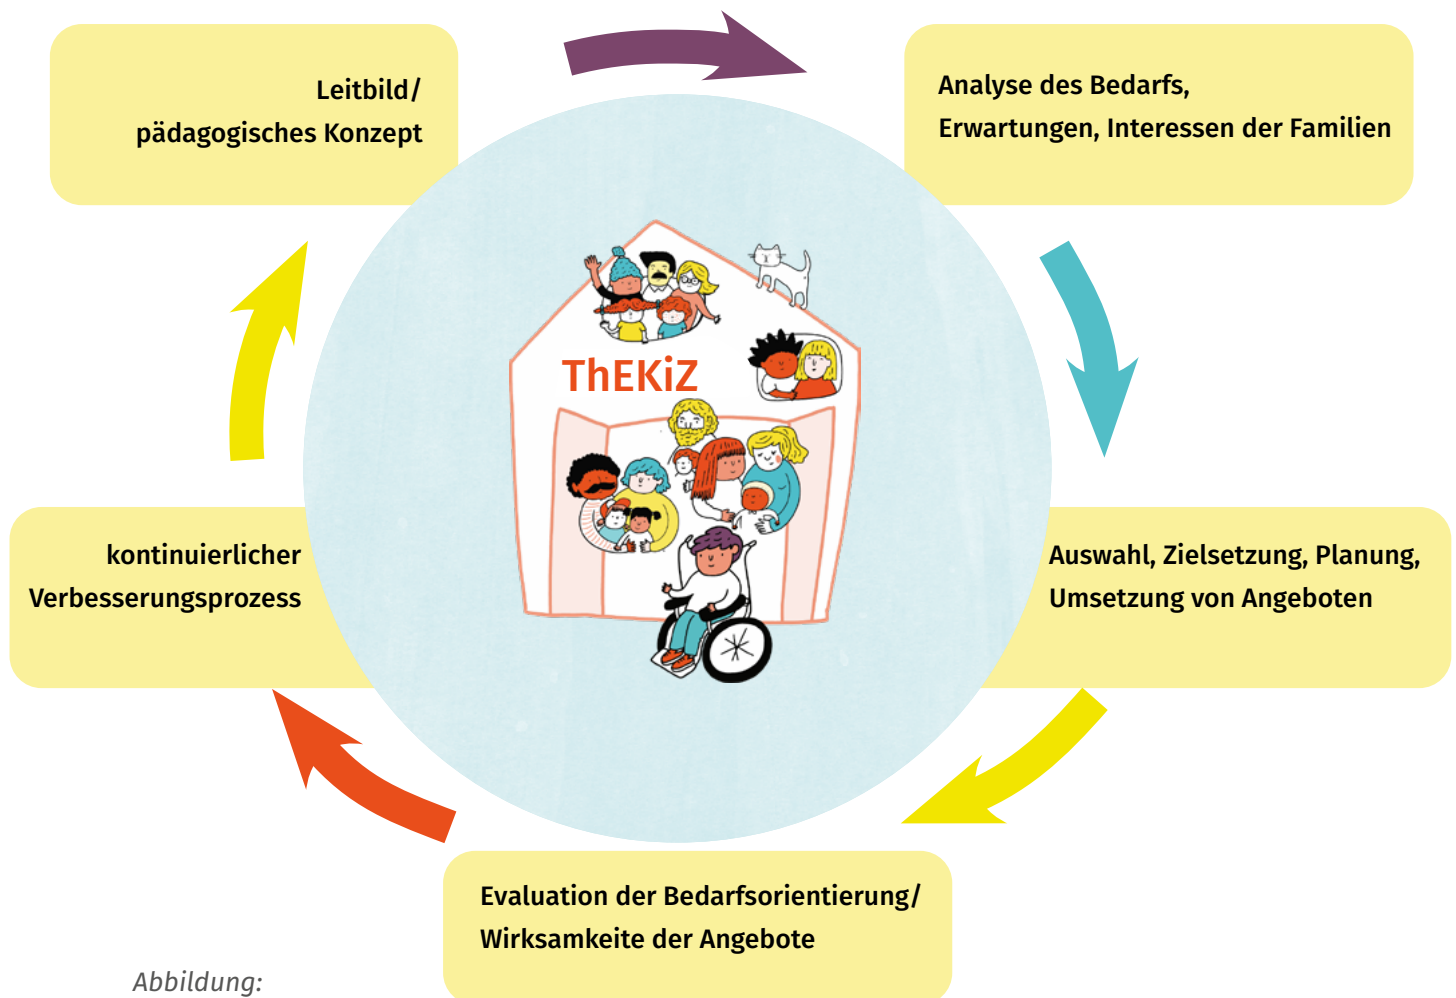 Leitbild/
pädagogisches Konzept
Analyse des Bedarfs,
Erwartungen, Interessen der Familien
ThEKiZ
kontinuierlicher
Verbesserungsprozess
Auswahl, Zielsetzung, Planung,
Umsetzung von Angeboten
Evaluation der Bedarfsorientierung/
Wirksamkeite der Angebote
Abbildung: